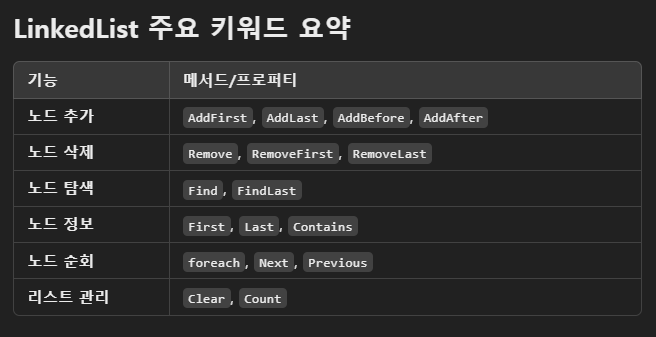 LinkedList 주요 키워드 요약
기능 메서드/프로퍼티
노드 추가 AddFirst, AddLast, AddBefore, AddAfter
노드 삭제 Remove, RemoveFirst, RemoveLast
노드 탐색 Find, FindLast
노드 정보 First, Last, Contains
노드 순회 foreach, Next, Previous
리스트 관리 Clear, Count